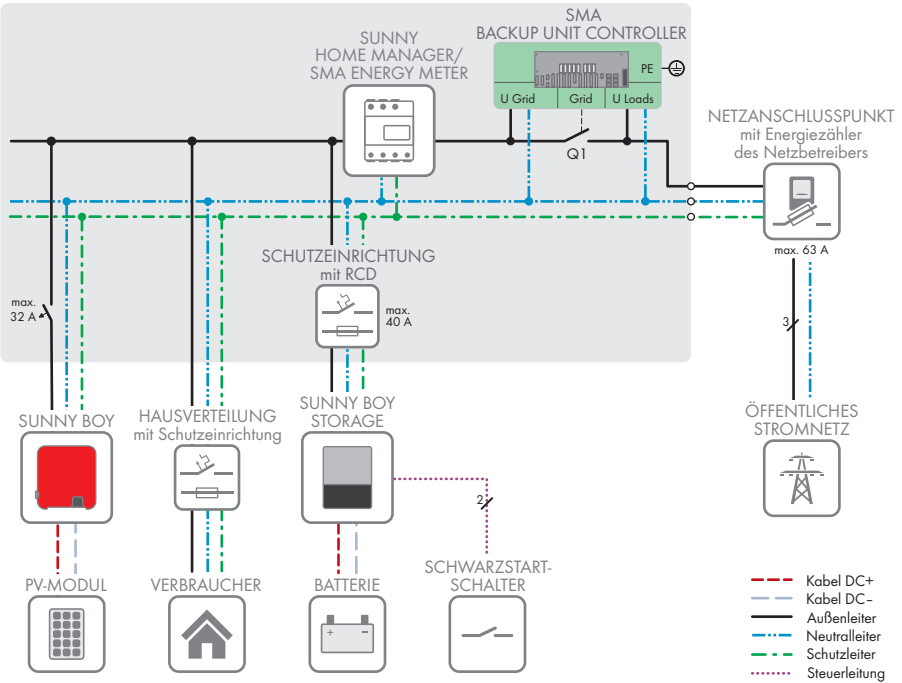 SMA
BACKUP UNIT CONTROLLER
PE
U Grid
Grid
U Loads
Q1
SUNNY
HOME MANAGER/
SMA ENERGY METER
NETZANSCHLUSSPUNKT
mit Energiezähler
des Netzbetreibers
max. 63 A
SCHUTZEINRICHTUNG
mit RCD
max.
40 A
max.
32 A
3
SUNNY BOY
HAUSVERTEILUNG
mit Schutzeinrichtung
SUNNY BOY
STORAGE
ÖFFENTLICHES
STROMNETZ
2
PV-MODUL
VERBRAUCHER
BATTERIE
+ −
SCHWARZSTART-
SCHALTER
Kabel DC+
Kabel DC−
Außenleiter
Neutralleiter
Schutzleiter
Steuerleitung